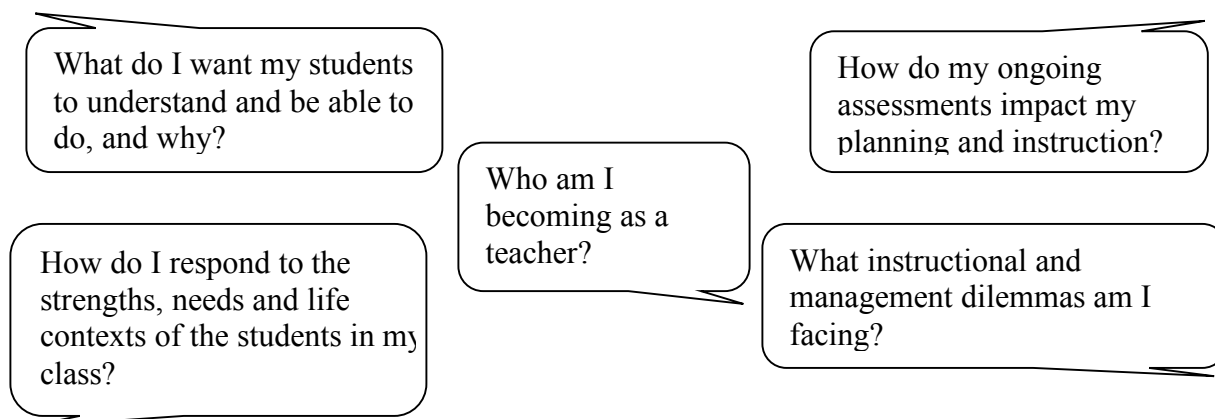 What do I want my students
to understand and be able to
do, and why?
How do my ongoing
assessments impact my
planning and instruction?
Who am I
becoming as a
teacher?
How do I respond to the
strengths, needs and life
contexts of the students in my
class?
What instructional and
management dilemmas am I
facing?